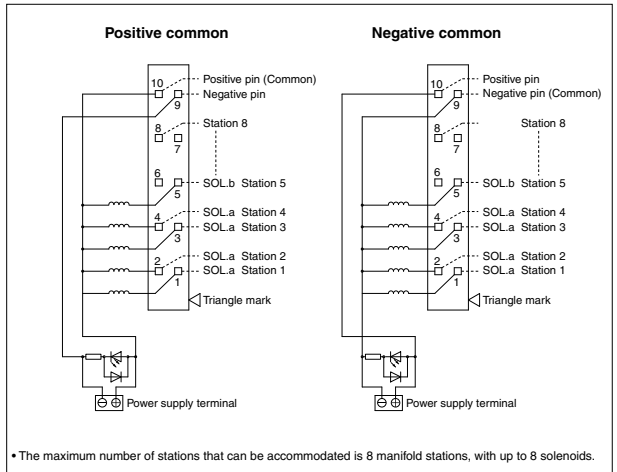 Positive common
10
Positive pin (Common)
9
Negative pin
8
Station 8
7
6
5
SOL.b Station 5
4
SOL.a Station 4
3
SOL.a Station 3
2
SOL.a Station 2
1
SOL.a Station 1
Triangle mark
⊖ ⊕ Power supply terminal
Negative common
10
Positive pin
9
Negative pin (Common)
8
Station 8
7
6
5
SOL.b Station 5
4
SOL.a Station 4
3
SOL.a Station 3
2
SOL.a Station 2
1
SOL.a Station 1
Triangle mark
⊖ ⊕ Power supply terminal
• The maximum number of stations that can be accommodated is 8 manifold stations, with up to 8 solenoids.